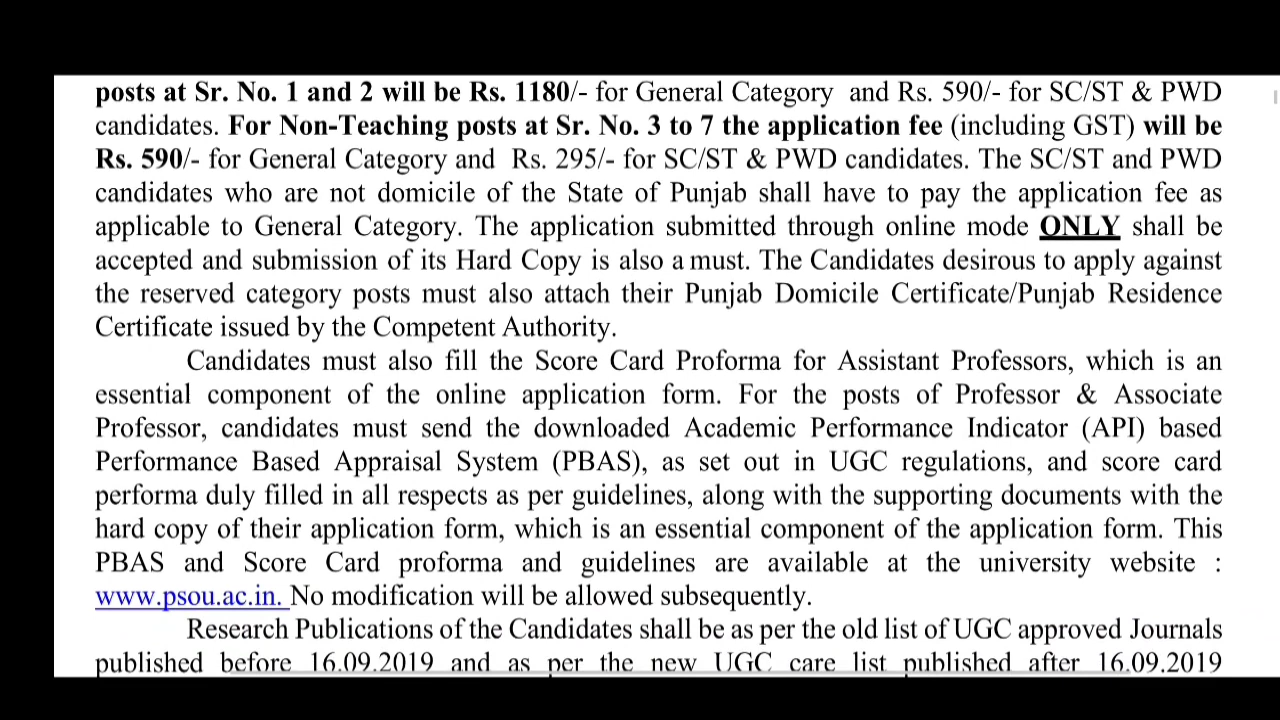 posts at Sr. No. 1 and 2 will be Rs. 1180/- for General Category and Rs. 590/- for SC/ST & PWD
candidates. For Non-Teaching posts at Sr. No. 3 to 7 the application fee (including GST) will be
Rs. 590/- for General Category and Rs. 295/- for SC/ST & PWD candidates. The SC/ST and PWD
candidates who are not domicile of the State of Punjab shall have to pay the application fee as
applicable to General Category. The application submitted through online mode ONLY shall be
accepted and submission of its Hard Copy is also a must. The Candidates desirous to apply against
the reserved category posts must also attach their Punjab Domicile Certificate/Punjab Residence
Certificate issued by the Competent Authority.
Candidates must also fill the Score Card Proforma for Assistant Professors, which is an
essential component of the online application form. For the posts of Professor & Associate
Professor, candidates must send the downloaded Academic Performance Indicator (API) based
Performance Based Appraisal System (PBAS), as set out in UGC regulations, and score card
performa duly filled in all respects as per guidelines, along with the supporting documents with the
hard copy of their application form, which is an essential component of the application form. This
PBAS and Score Card proforma and guidelines are available at the university website :
www.psou.ac.in. No modification will be allowed subsequently.
Research Publications of the Candidates shall be as per the old list of UGC approved Journals
published before 16.09.2019 and as per the new UGC care list published after 16.09.2019